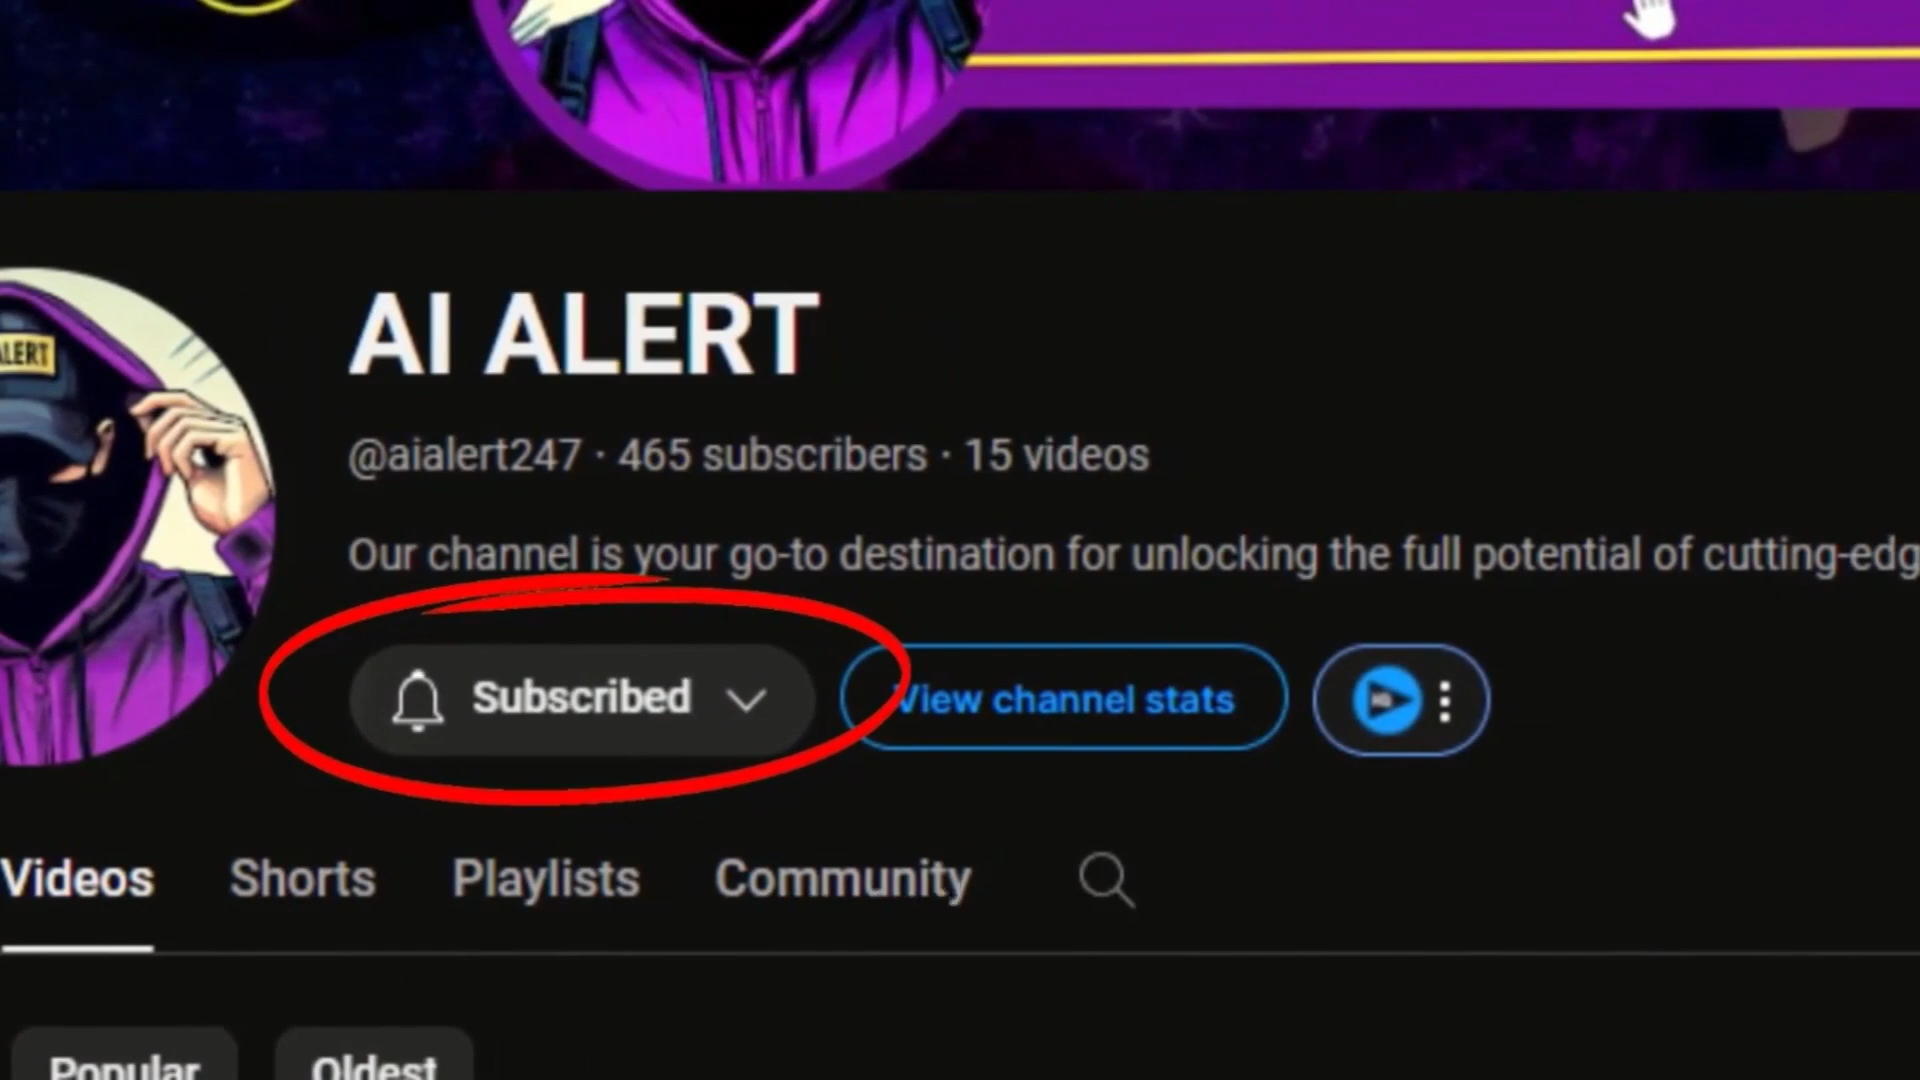 ALERT
AI ALERT
@aialert247 · 465 subscribers · 15 videos
Our channel is your go-to destination for unlocking the full potential of cutting-edg
Subscribed
View channel stats
Videos
Shorts
Playlists
Community
Popular
Oldest